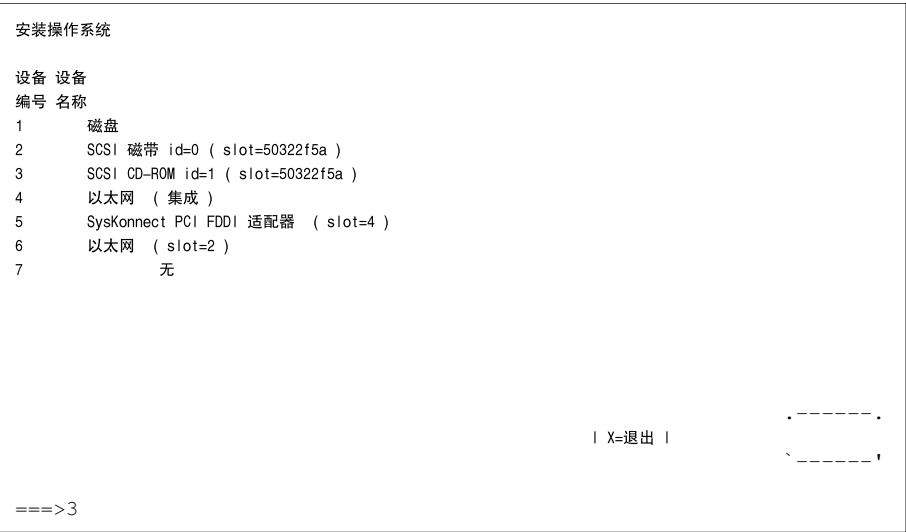 安装操作系统
设备 设备
编号 名称
1 磁盘
2 SCSI 磁带 id=0 ( slot=50322f5a )
3 SCSI CD-ROM id=1 ( slot=50322f5a )
4 以太网 ( 集成 )
5 SysKonnect PCI FDDI 适配器 ( slot=4 )
6 以太网 ( slot=2 )
7 无
.------.
| X=退出 |
`------'
===>3